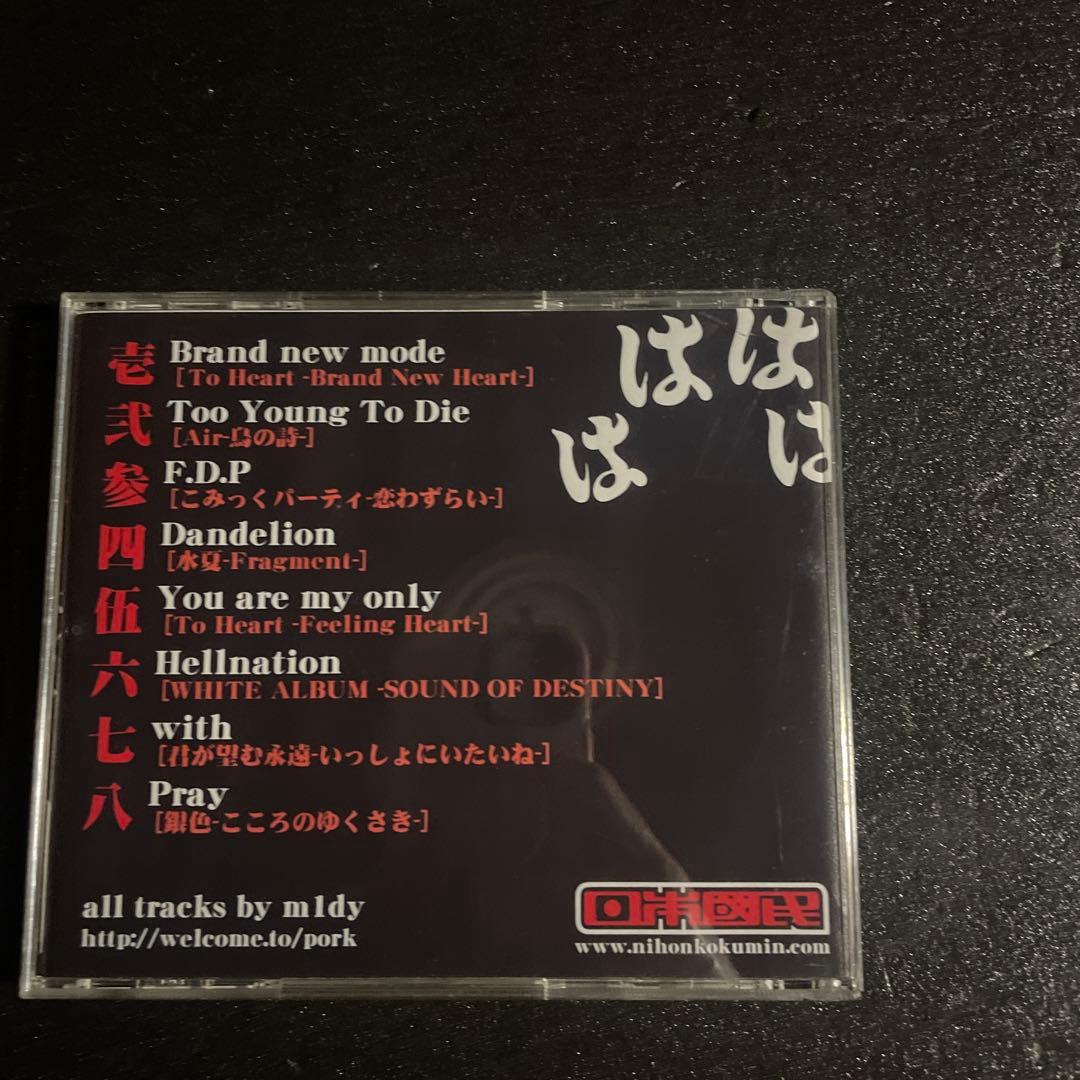 壱 Brand new mode
[To Heart -Brand New Heart-]
弐 Too Young To Die
[Air-鳥の詩-]
参 F.D.P
[こみっくパーティ-恋わずらい-]
四 Dandelion
[水夏-Fragment-]
伍 You are my only
[To Heart -Feeling Heart-]
六 Hellnation
[WHITE ALBUM -SOUND OF DESTINY]
七 with
[君が望む永遠-いっしょにいたいね-]
八 Pray
[銀色-こころのゆくさき-]
はははは
all tracks by m1dy
http://welcome.to/pork
日本國民
www.nihonkokumin.com